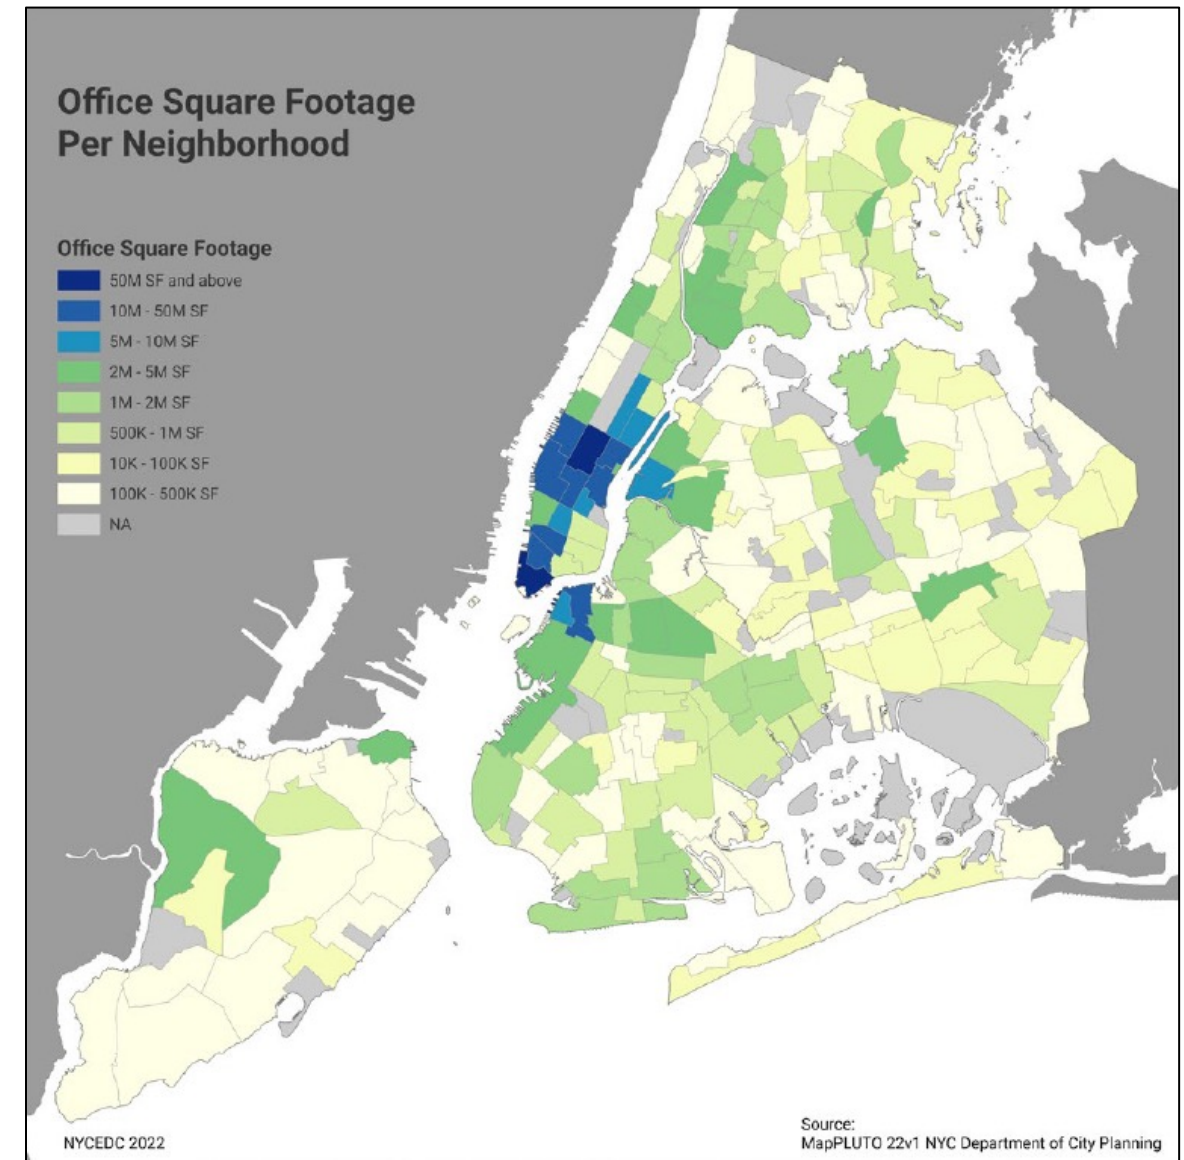 Office Square Footage
Per Neighborhood
Office Square Footage
50M SF and above
10M - 50M SF
5M - 10M SF
2M - 5M SF
1M - 2M SF
500K - 1M SF
10K - 100K SF
100K - 500K SF
NA
NYCEDC 2022
Source:
MapPLUTO 22v1 NYC Department of City Planning